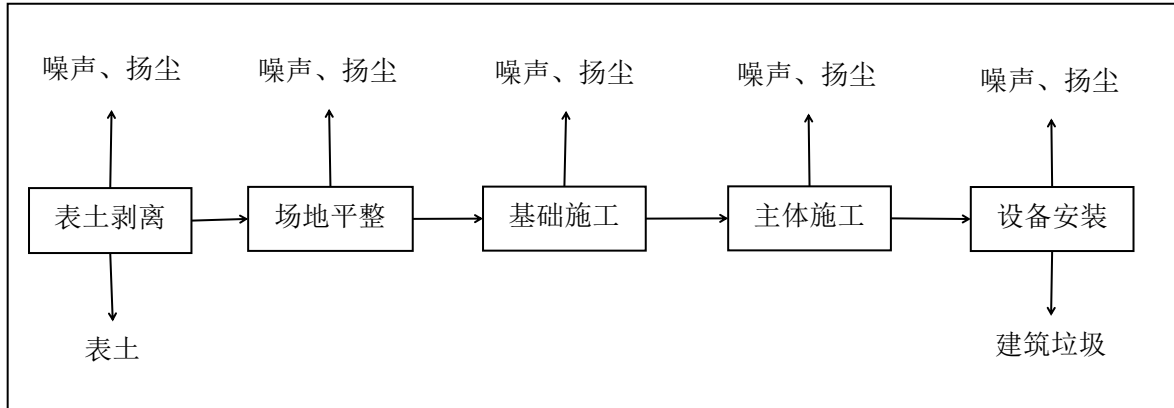 噪声、扬尘
噪声、扬尘
噪声、扬尘
噪声、扬尘
噪声、扬尘
表土剥离
场地平整
基础施工
主体施工
设备安装
表土
建筑垃圾